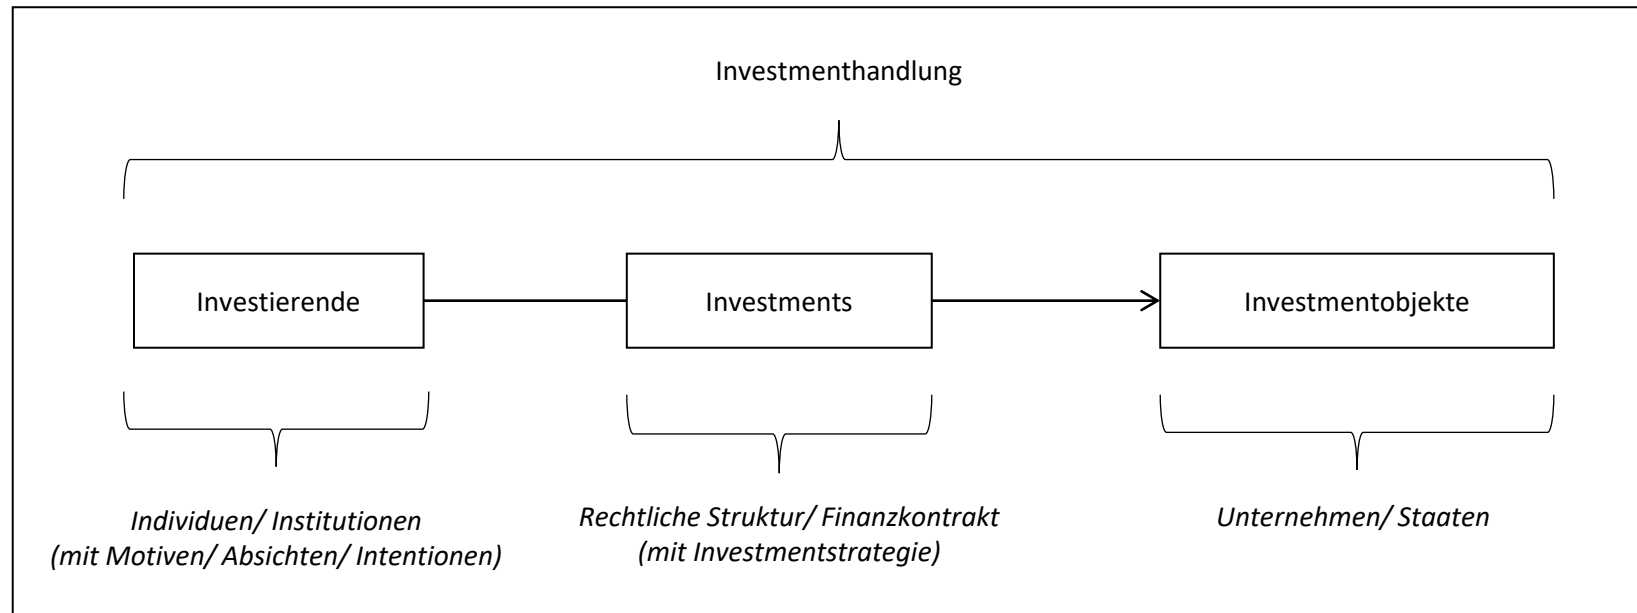 Investmenthandlung
Investierende
Investments
Investmentobjekte
Individuen/ Institutionen
(mit Motiven/ Absichten/ Intentionen)
Rechtliche Struktur/ Finanzkontrakt
(mit Investmentstrategie)
Unternehmen/ Staaten